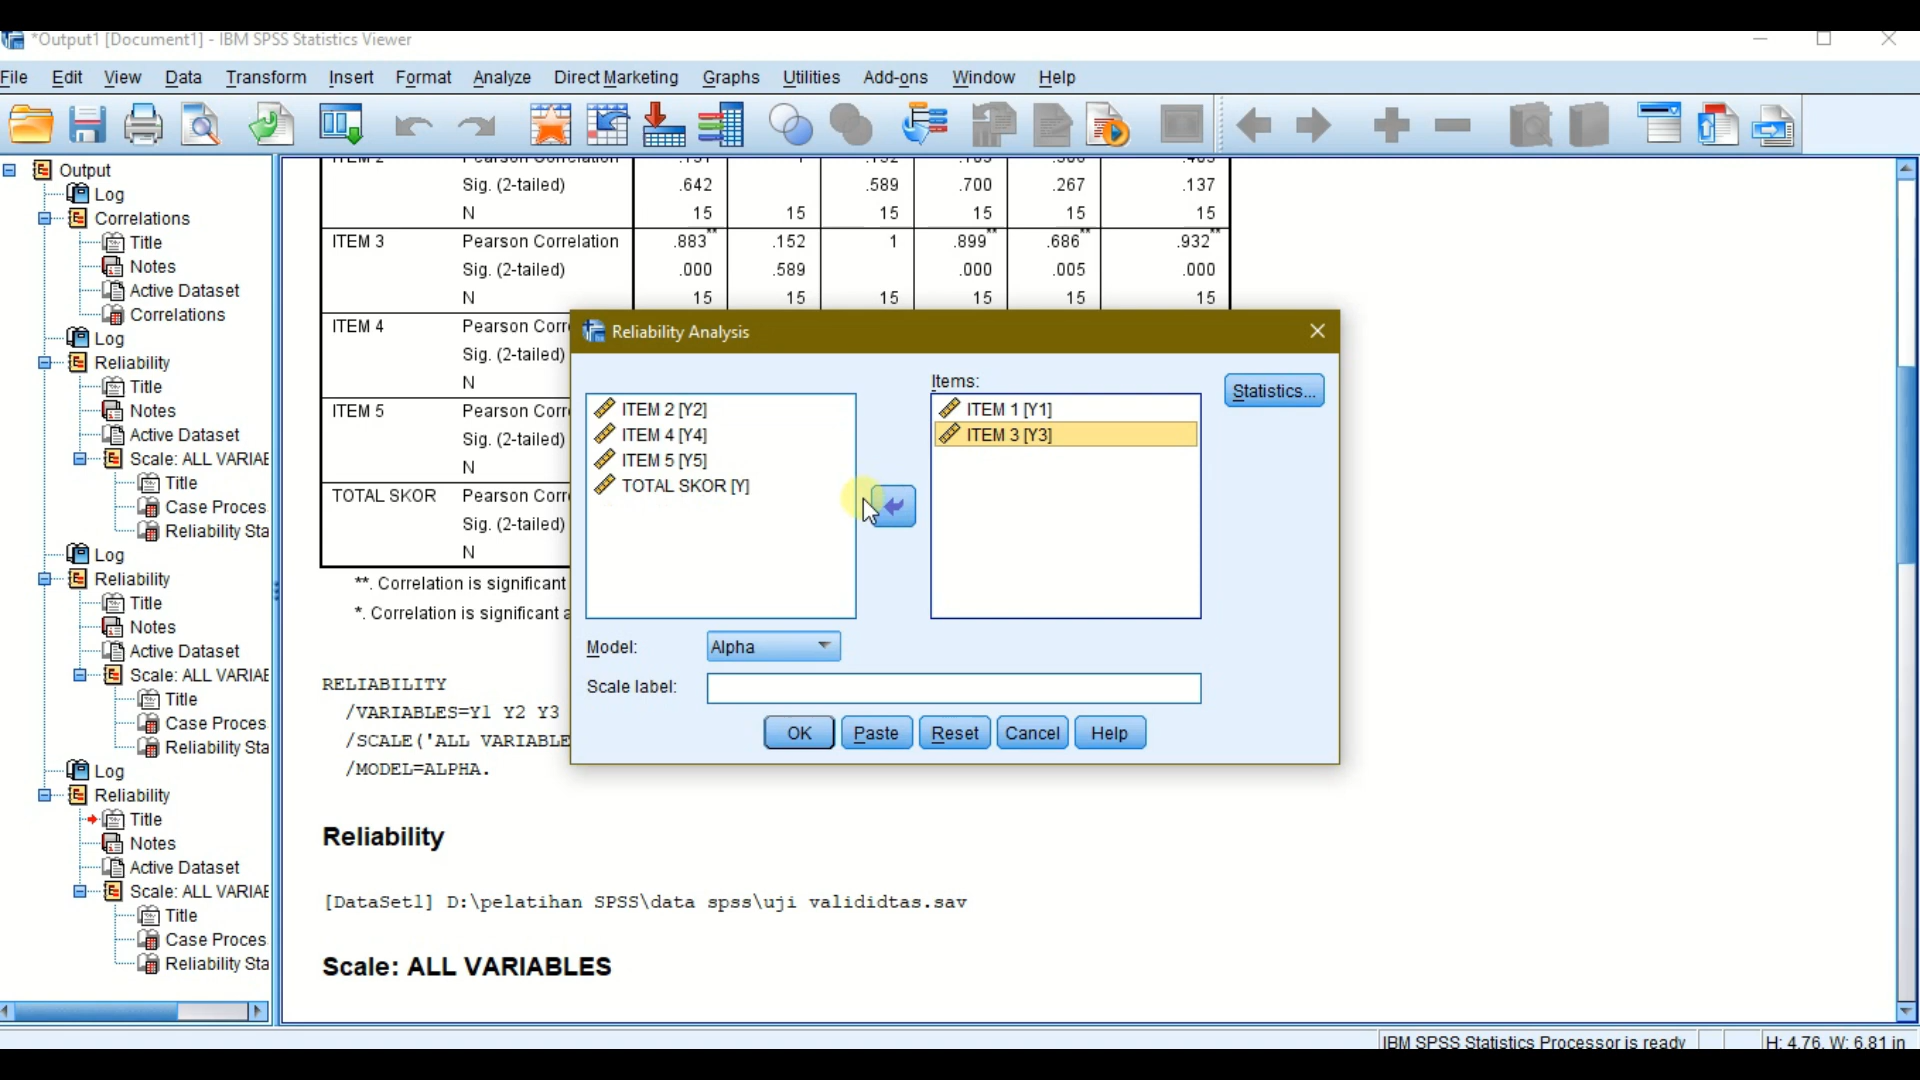 *Output1 [Document1] - IBM SPSS Statistics Viewer
File Edit View Data Transform Insert Format Analyze Direct Marketing Graphs Utilities Add-ons Window Help
Output
Log
Correlations
Title
Notes
Active Dataset
Correlations
Log
Reliability
Title
Notes
Active Dataset
Scale: ALL VARIAE
Title
Case Proces
Reliability Sta
Log
Reliability
Title
Notes
Active Dataset
Scale: ALL VARIAE
Title
Case Proces
Reliability Sta
Log
Reliability
Title
Notes
Active Dataset
Scale: ALL VARIAE
Title
Case Proces
Reliability Sta
ITEM 2 Pearson Correlation 1
Sig. (2-tailed) .642 .589 .700 .267 .137
N 15 15 15 15 15 15
ITEM 3 Pearson Correlation .883** .152 1 .899** .686** .932**
Sig. (2-tailed) .000 .589 .000 .005 .000
N 15 15 15 15 15 15
ITEM 4 Pearson Corr
Sig. (2-tailed)
N
ITEM 5 Pearson Corr
Sig. (2-tailed)
N
TOTAL SKOR Pearson Corr
Sig. (2-tailed)
N
**. Correlation is significant
*. Correlation is significant a
RELIABILITY
/VARIABLES=Y1 Y2 Y3
/SCALE('ALL VARIABLE
/MODEL=ALPHA.
Reliability
[DataSet1] D:\pelatihan SPSS\data spss\uji valididtas.sav
Scale: ALL VARIABLES
Reliability Analysis
ITEM 2 [Y2]
ITEM 4 [Y4]
ITEM 5 [Y5]
TOTAL SKOR [Y]
Items:
ITEM 1 [Y1]
ITEM 3 [Y3]
Statistics...
Model: Alpha
Scale label:
OK Paste Reset Cancel Help
IBM SPSS Statistics Processor is ready H: 4.76, W: 6.81 in